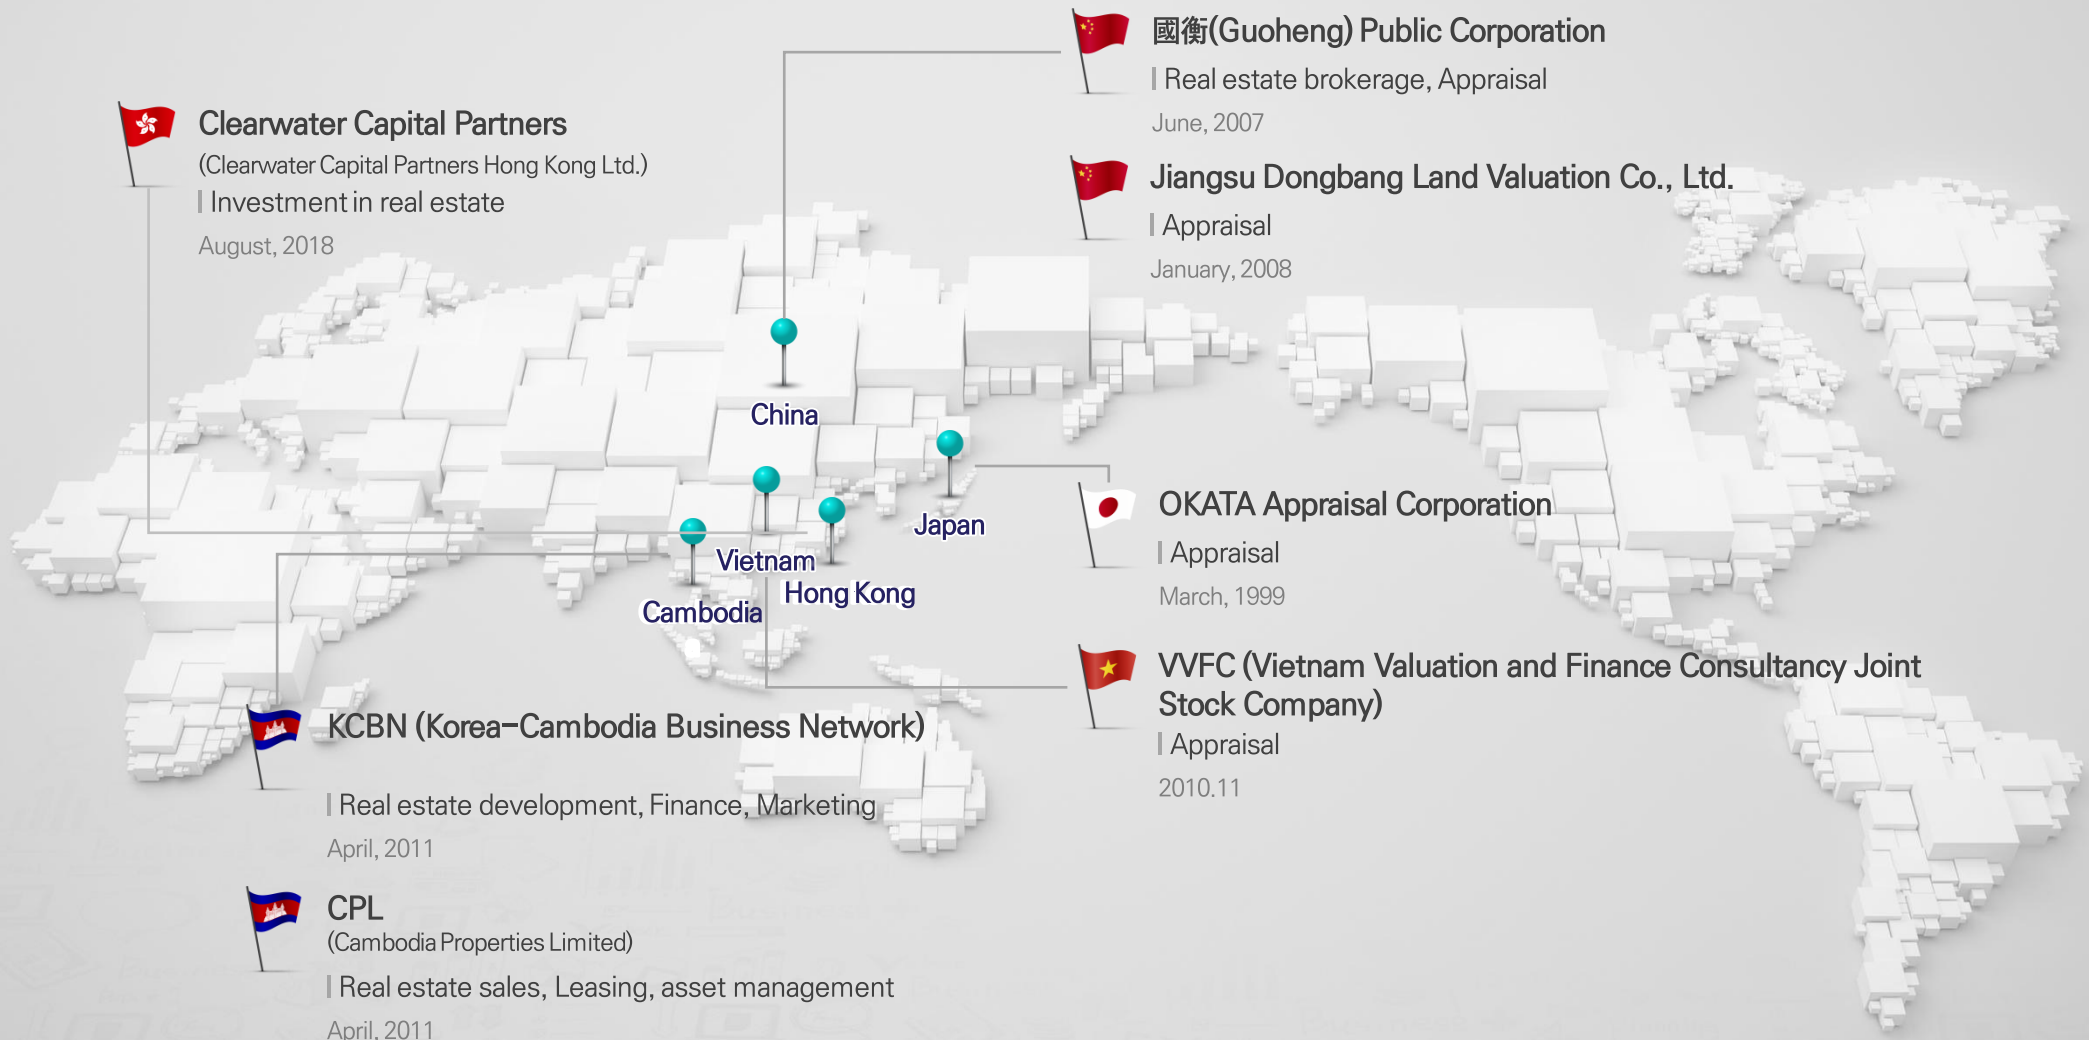 國衡(Guoheng) Public Corporation
Real estate brokerage, Appraisal
June, 2007
Clearwater Capital Partners
(Clearwater Capital Partners Hong Kong Ltd.)
Investment in real estate
August, 2018
Jiangsu Dongbang Land Valuation Co., Ltd.
Appraisal
January, 2008
China
Japan
Vietnam
Hong Kong
Cambodia
OKATA Appraisal Corporation
Appraisal
March, 1999
VVFC (Vietnam Valuation and Finance Consultancy Joint
Stock Company)
Appraisal
2010.11
KCBN (Korea-Cambodia Business Network)
Real estate development, Finance, Marketing
April, 2011
CPL
(Cambodia Properties Limited)
Real estate sales, Leasing, asset management
April, 2011